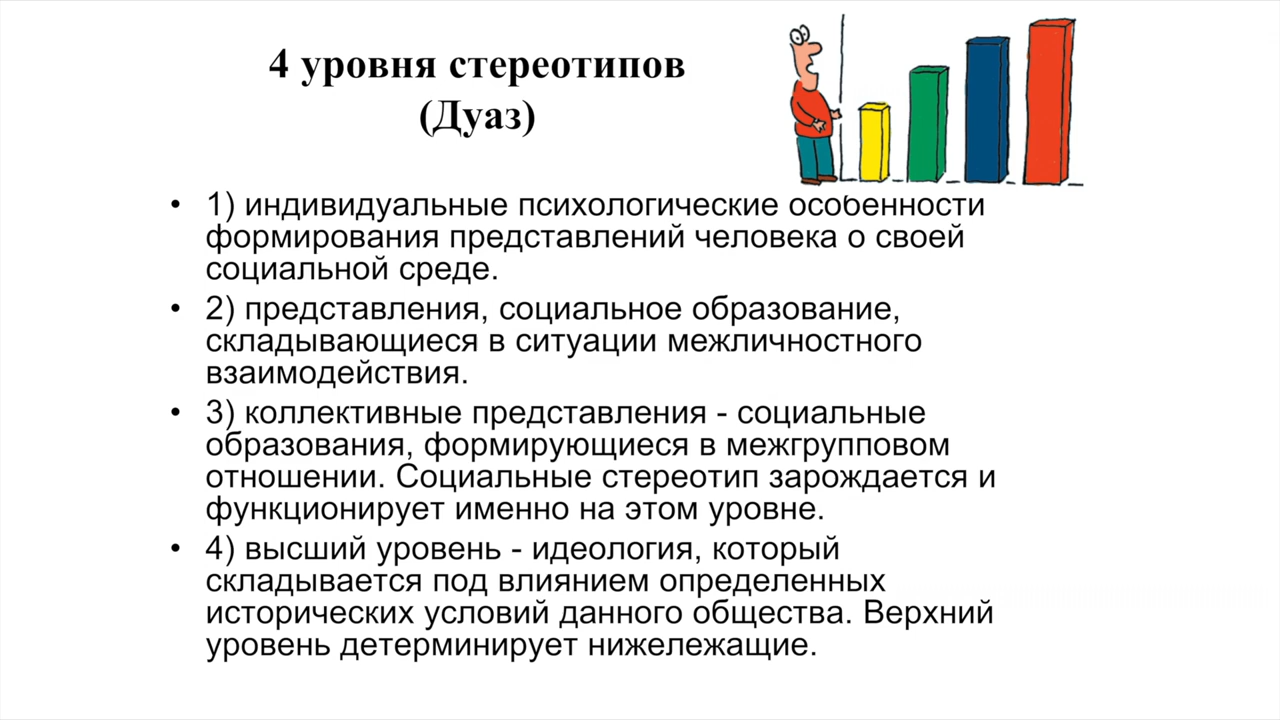 4 уровня стереотипов
(Дуаз)
• 1) индивидуальные психологические особенности
формирования представлений человека о своей
социальной среде.
• 2) представления, социальное образование,
складывающиеся в ситуации межличностного
взаимодействия.
• 3) коллективные представления - социальные
образования, формирующиеся в межгрупповом
отношении. Социальные стереотип зарождается и
функционирует именно на этом уровне.
• 4) высший уровень - идеология, который
складывается под влиянием определенных
исторических условий данного общества. Верхний
уровень детерминирует нижележащие.